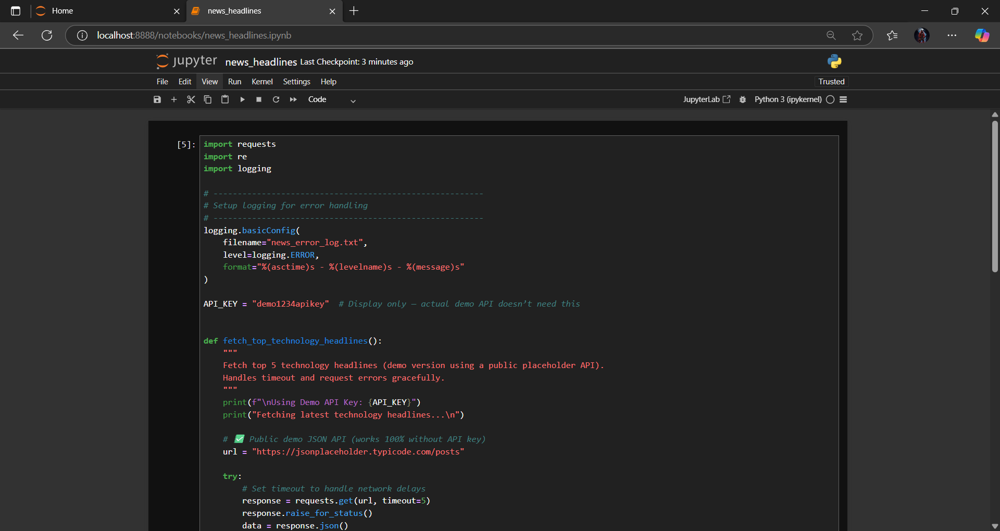 Home
news_headlines
localhost:8888/notebooks/news_headlines.ipynb
jupyter news_headlines Last Checkpoint: 3 minutes ago
File Edit View Run Kernel Settings Help Trusted
Code JupyterLab Python 3 (ipykernel)
[5]: import requests
import re
import logging
# --------------------------------------------------------
# Setup logging for error handling
# --------------------------------------------------------
logging.basicConfig(
    filename="news_error_log.txt",
    level=logging.ERROR,
    format="%(asctime)s - %(levelname)s - %(message)s"
)
API_KEY = "demo1234apikey"  # Display only – actual demo API doesn’t need this
def fetch_top_technology_headlines():
    """
    Fetch top 5 technology headlines (demo version using a public placeholder API).
    Handles timeout and request errors gracefully.
    """
    print(f"\nUsing Demo API Key: {API_KEY}")
    print("Fetching latest technology headlines...\n")
    # ✅ Public demo JSON API (works 100% without API key)
    url = "https://jsonplaceholder.typicode.com/posts"
    try:
        # Set timeout to handle network delays
        response = requests.get(url, timeout=5)
        response.raise_for_status()
        data = response.json()